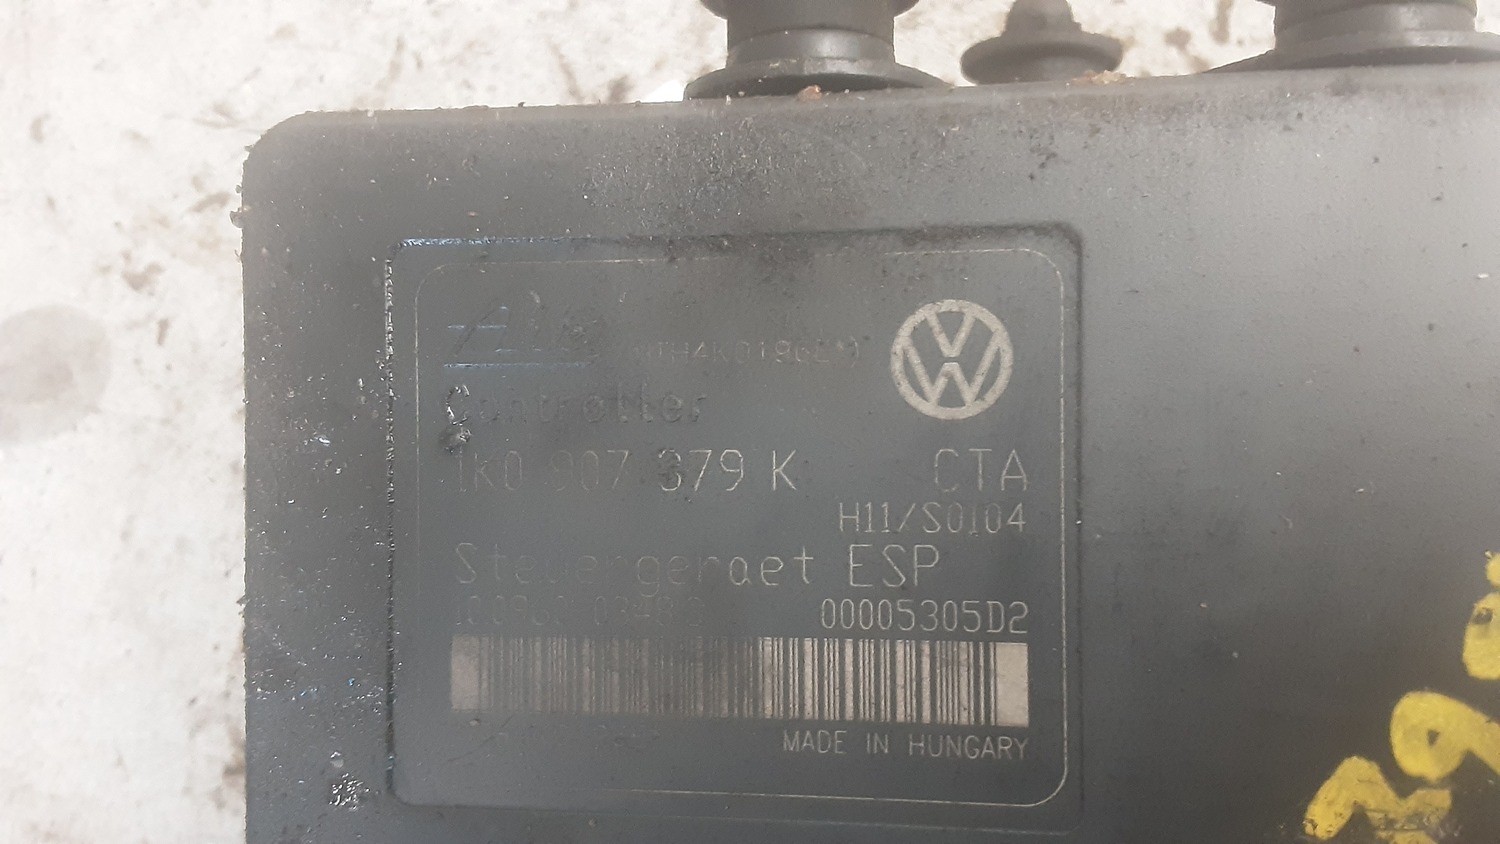 Controller
1K0 907 379 K CTA
H11/S0104
Steuergeraet ESP
00005305D2
MADE IN HUNGARY